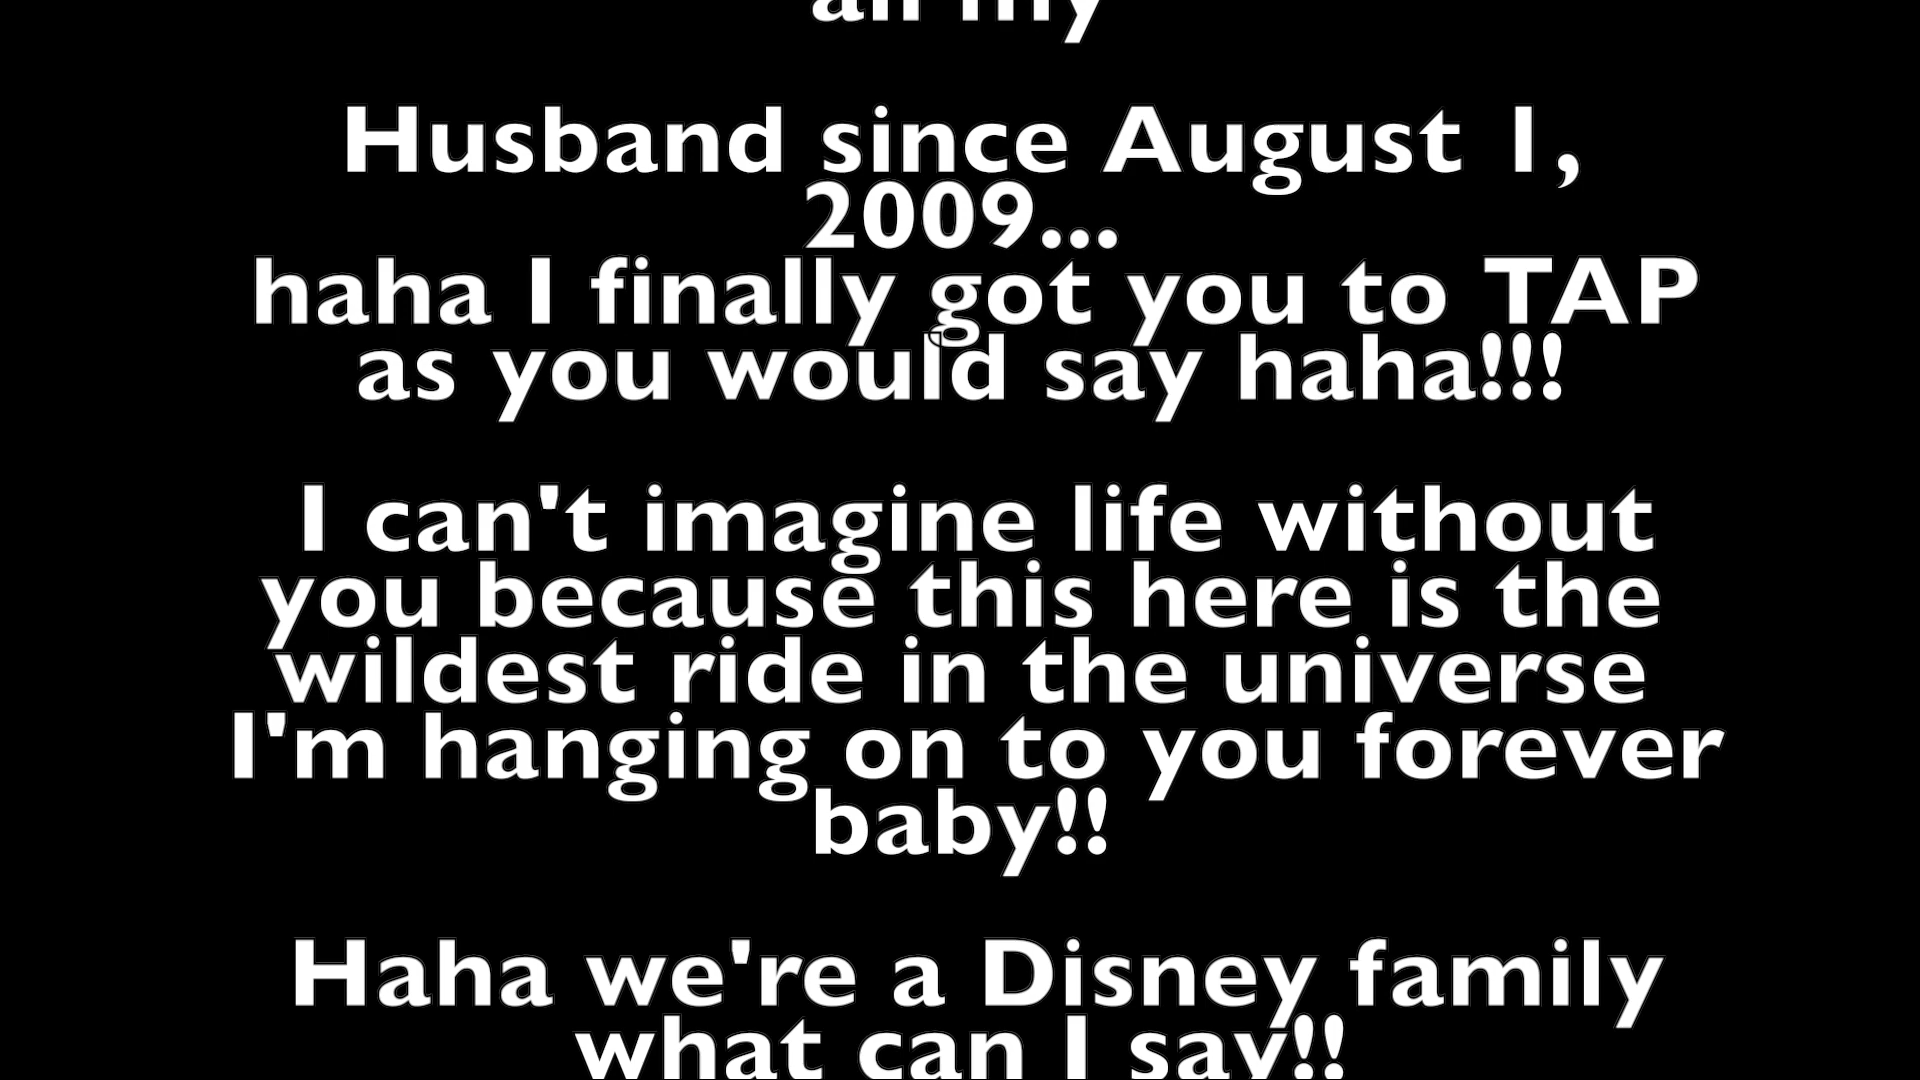 all my
Husband since August 1,
2009...
haha I finally got you to TAP
as you would say haha!!!
I can't imagine life without
you because this here is the
wildest ride in the universe
I'm hanging on to you forever
baby!!
Haha we're a Disney family
what can I say!!